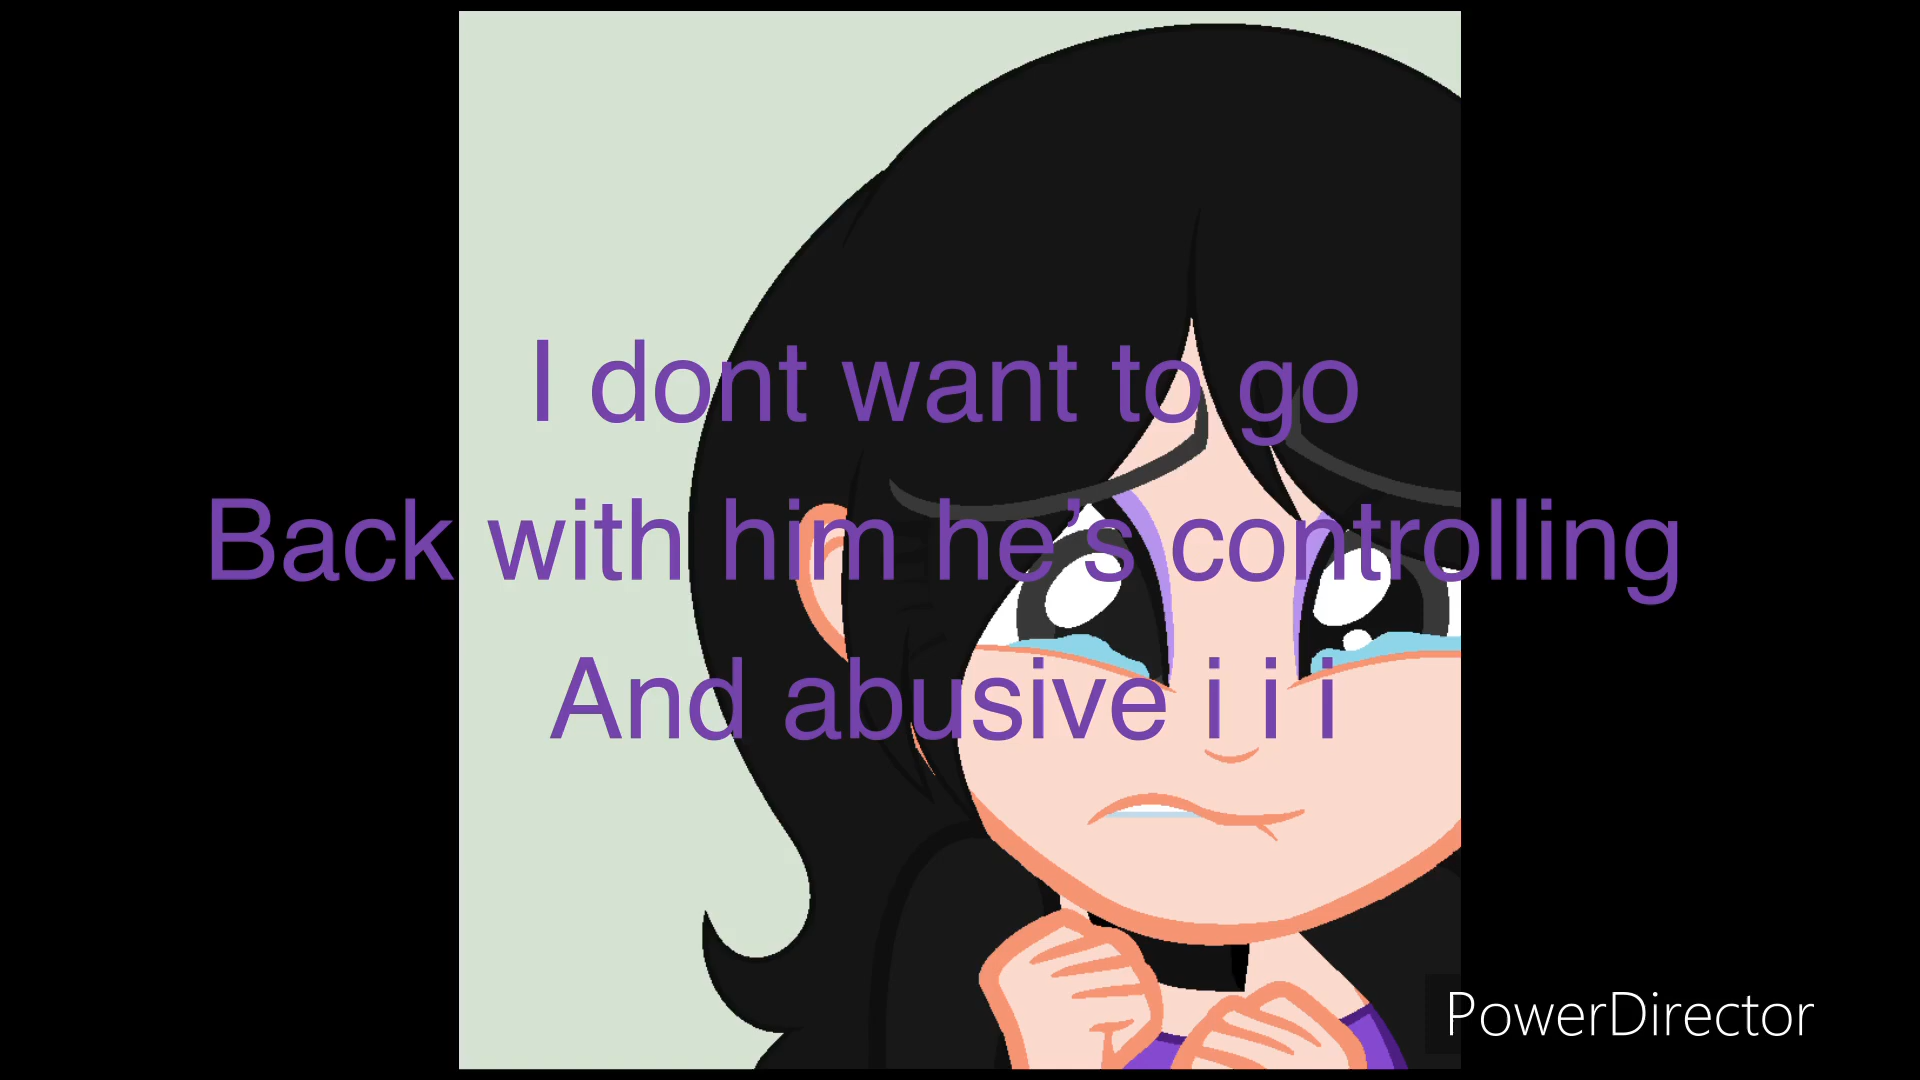 I dont want to go
Back with him he’s controlling
And abusive i i i
PowerDirector